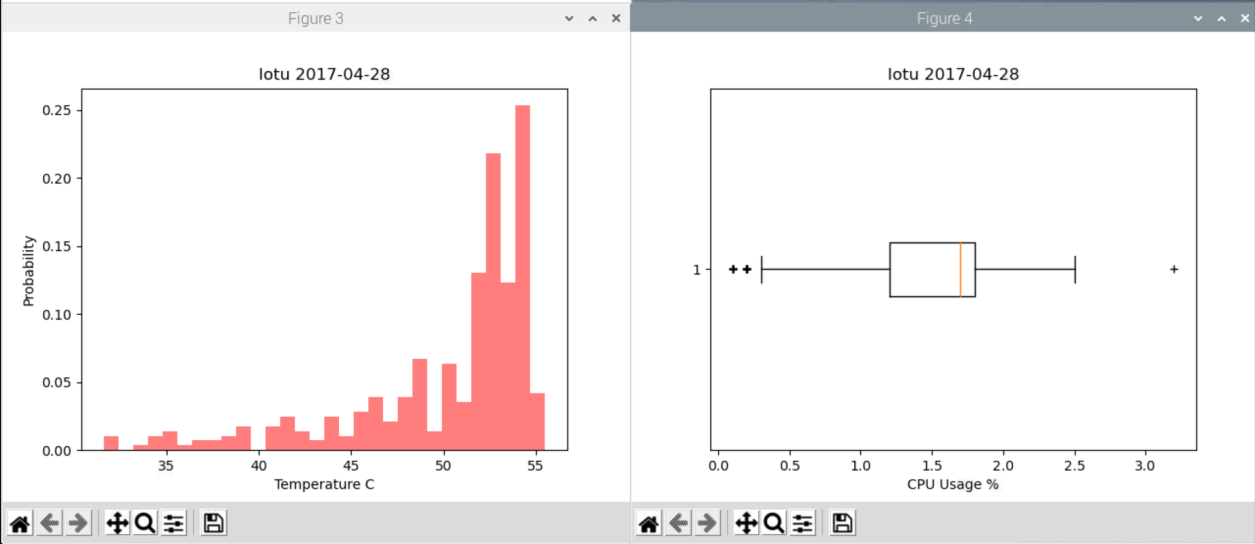 Figure 3
Iotu 2017-04-28
0.25
0.20
0.15
0.10
0.05
0.00
Probability
35 40 45 50 55
Temperature C
Figure 4
Iotu 2017-04-28
1
0.0 0.5 1.0 1.5 2.0 2.5 3.0
CPU Usage %